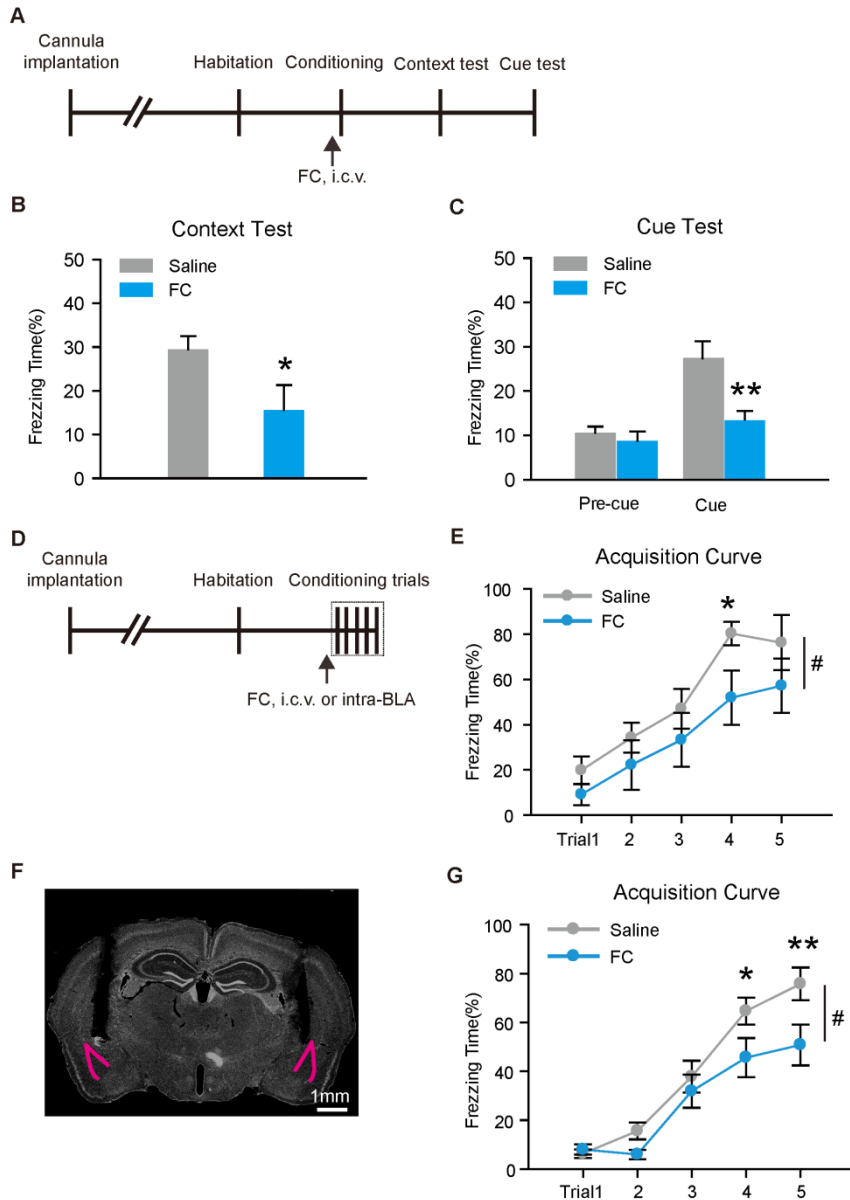 A
Cannula
implantation
Habitation
Conditioning
Context test
Cue test
FC, i.c.v.
B
Context Test
Frezzing Time(%)
50
40
30
20
10
0
Saline
FC
*
C
Cue Test
Frezzing Time(%)
50
40
30
20
10
0
Saline
FC
**
Pre-cue
Cue
D
Cannula
implantation
Habitation
Conditioning trials
FC, i.c.v. or intra-BLA
E
Acquisition Curve
Frezzing Time(%)
100
80
60
40
20
0
Saline
FC
*
#
Trial1 2 3 4 5
F
1mm
G
Acquisition Curve
Frezzing Time(%)
100
80
60
40
20
0
Saline
FC
*
**
#
Trial1 2 3 4 5